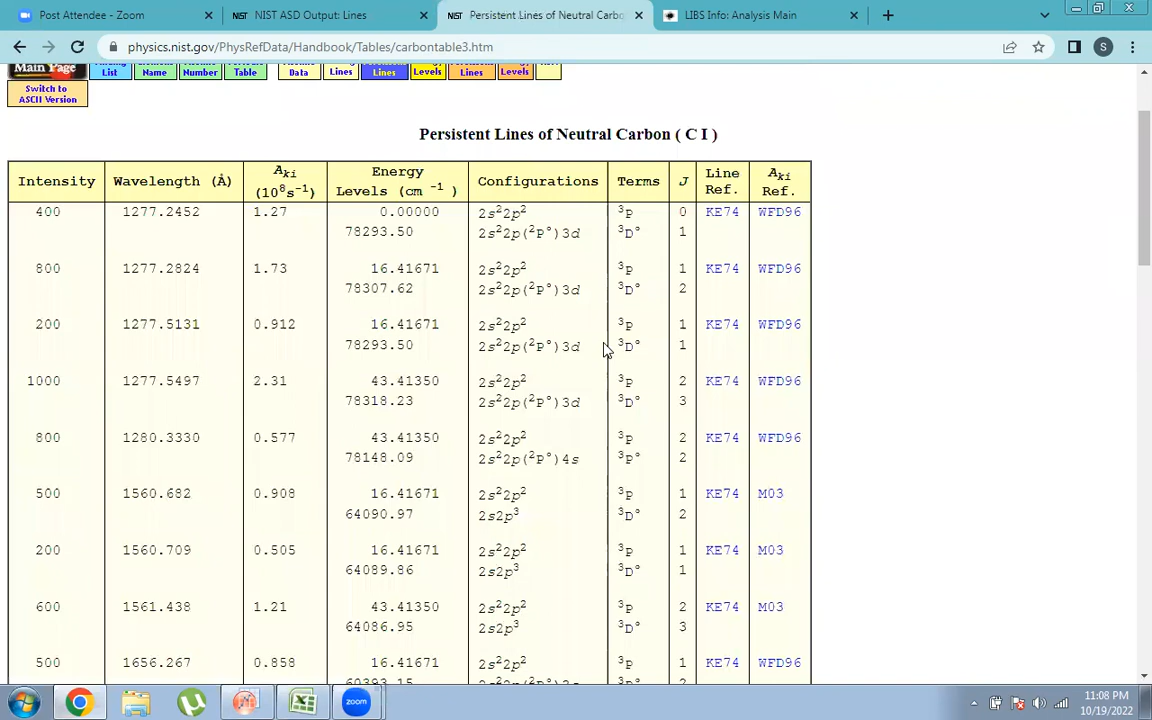 Post Attendee - Zoom
NIST ASD Output: Lines
Persistent Lines of Neutral Carbo
LIBS Info: Analysis Main
physics.nist.gov/PhysRefData/Handbook/Tables/carbontable3.htm
S
Main Page
List
Name
Number
Table
Data
Lines
Lines
Levels
Lines
Levels
Switch to
ASCII Version
Persistent Lines of Neutral Carbon ( C I )
Intensity Wavelength (Å) Aki (10⁸s⁻¹) Energy Levels (cm ⁻¹ ) Configurations Terms J Line Ref. Aki Ref.
400 1277.2452 1.27 0.00000 2s²2p² ³P 0 KE74 WFD96
78293.50 2s²2p(²P°)3d ³D° 1
800 1277.2824 1.73 16.41671 2s²2p² ³P 1 KE74 WFD96
78307.62 2s²2p(²P°)3d ³D° 2
200 1277.5131 0.912 16.41671 2s²2p² ³P 1 KE74 WFD96
78293.50 2s²2p(²P°)3d ³D° 1
1000 1277.5497 2.31 43.41350 2s²2p² ³P 2 KE74 WFD96
78318.23 2s²2p(²P°)3d ³D° 3
800 1280.3330 0.577 43.41350 2s²2p² ³P 2 KE74 WFD96
78148.09 2s²2p(²P°)4s ³P° 2
500 1560.682 0.908 16.41671 2s²2p² ³P 1 KE74 M03
64090.97 2s2p³ ³D° 2
200 1560.709 0.505 16.41671 2s²2p² ³P 1 KE74 M03
64089.86 2s2p³ ³D° 1
600 1561.438 1.21 43.41350 2s²2p² ³P 2 KE74 M03
64086.95 2s2p³ ³D° 3
500 1656.267 0.858 16.41671 2s²2p² ³P 1 KE74 WFD96
60393.15
zoom
11:08 PM
10/19/2022